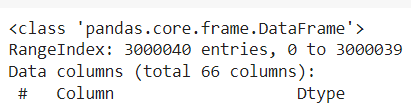 <class 'pandas.core.frame.DataFrame'>
RangeIndex: 3000040 entries, 0 to 3000039
Data columns (total 66 columns):
 #   Column                     Dtype